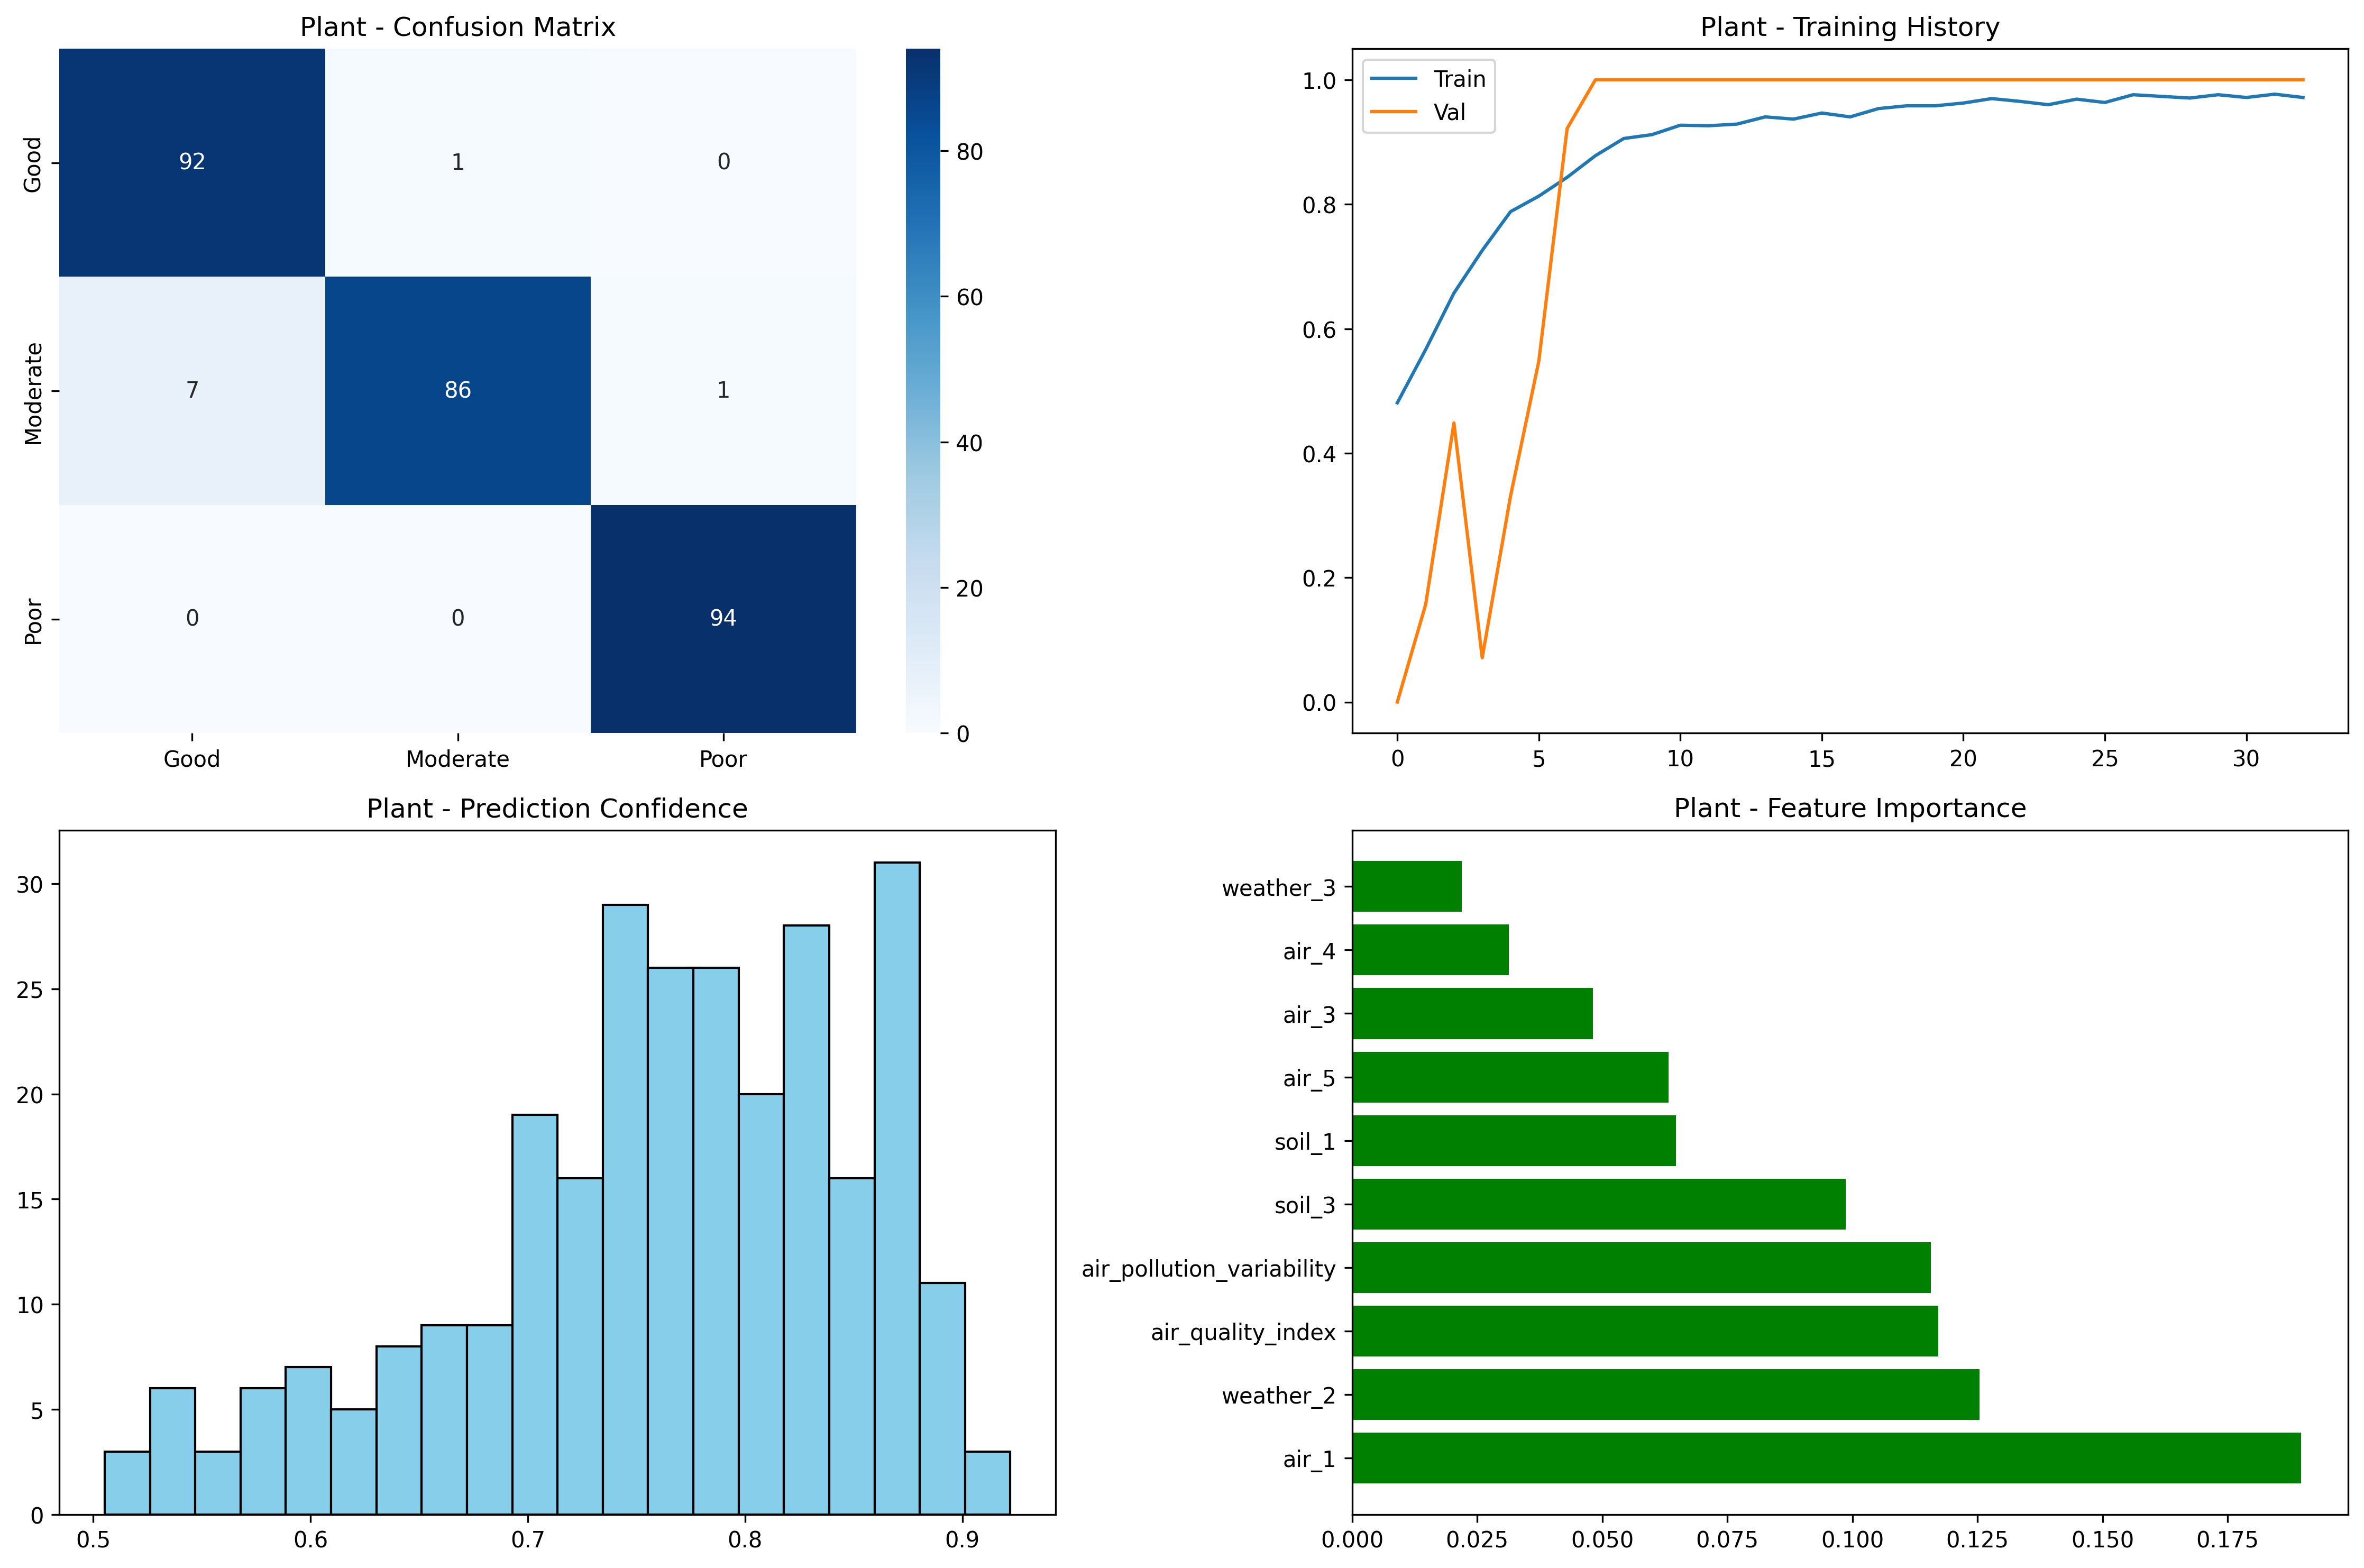 Plant - Confusion Matrix
Good
Moderate
Poor
92 1 0
7 86 1
0 0 94
Good Moderate Poor
80
60
40
20
0
Plant - Training History
Train
Val
1.0
0.8
0.6
0.4
0.2
0.0
0 5 10 15 20 25 30
Plant - Prediction Confidence
30
25
20
15
10
5
0
0.5 0.6 0.7 0.8 0.9
Plant - Feature Importance
weather_3
air_4
air_3
air_5
soil_1
soil_3
air_pollution_variability
air_quality_index
weather_2
air_1
0.000 0.025 0.050 0.075 0.100 0.125 0.150 0.175